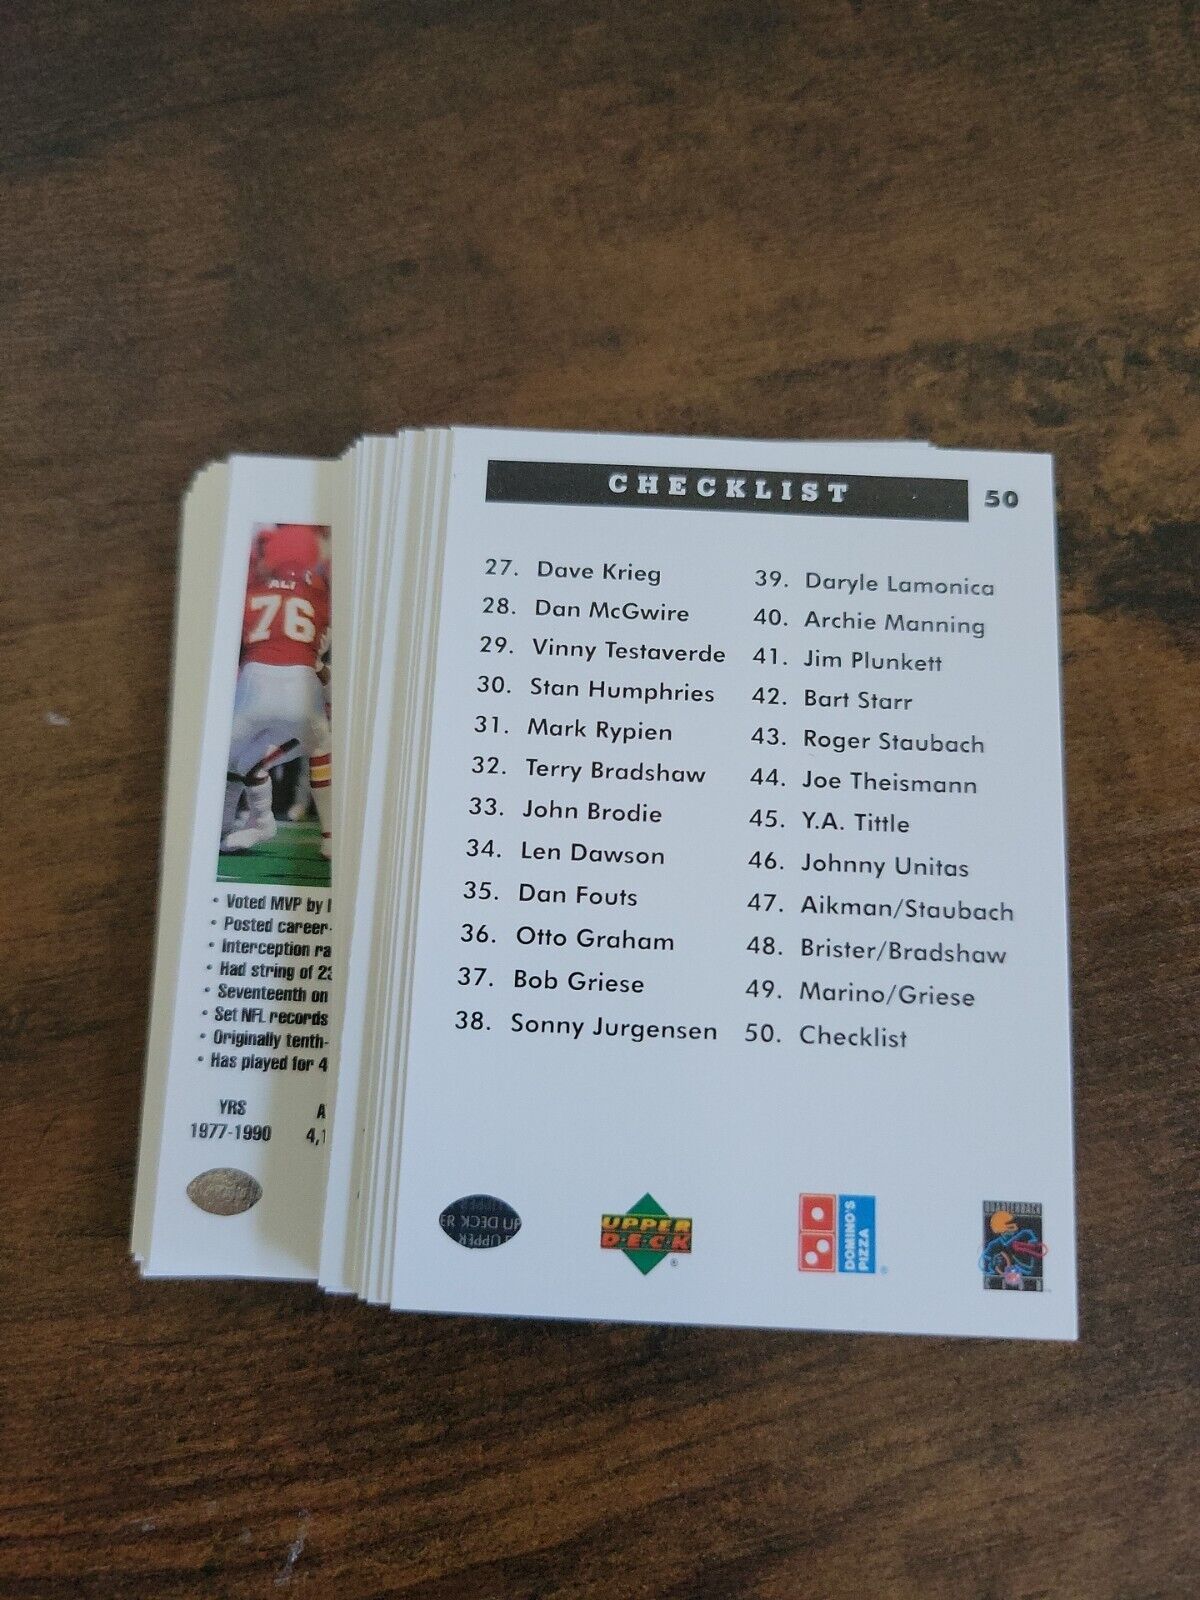 CHECKLIST 50
27. Dave Krieg
28. Dan McGwire
29. Vinny Testaverde
30. Stan Humphries
31. Mark Rypien
32. Terry Bradshaw
33. John Brodie
34. Len Dawson
35. Dan Fouts
36. Otto Graham
37. Bob Griese
38. Sonny Jurgensen
39. Daryle Lamonica
40. Archie Manning
41. Jim Plunkett
42. Bart Starr
43. Roger Staubach
44. Joe Theismann
45. Y.A. Tittle
46. Johnny Unitas
47. Aikman/Staubach
48. Brister/Bradshaw
49. Marino/Griese
50. Checklist
UPPER
D·E·C·K
DOMINO'S
PIZZA
QUARTERBACK
UPPER
DECK UP
76
• Voted MVP by
• Posted career-
• Interception ra
• Had string of 
• Seventeenth on
• Set NFL records
• Originally tenth-
• Has played for 4
YRS A
1977-1990 4,1